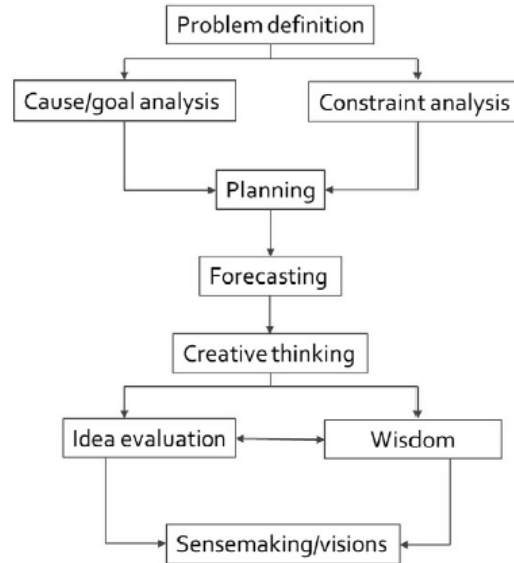 Problem definition
Cause/goal analysis
Constraint analysis
Planning
Forecasting
Creative thinking
Idea evaluation
Wisdom
Sensemaking/visions